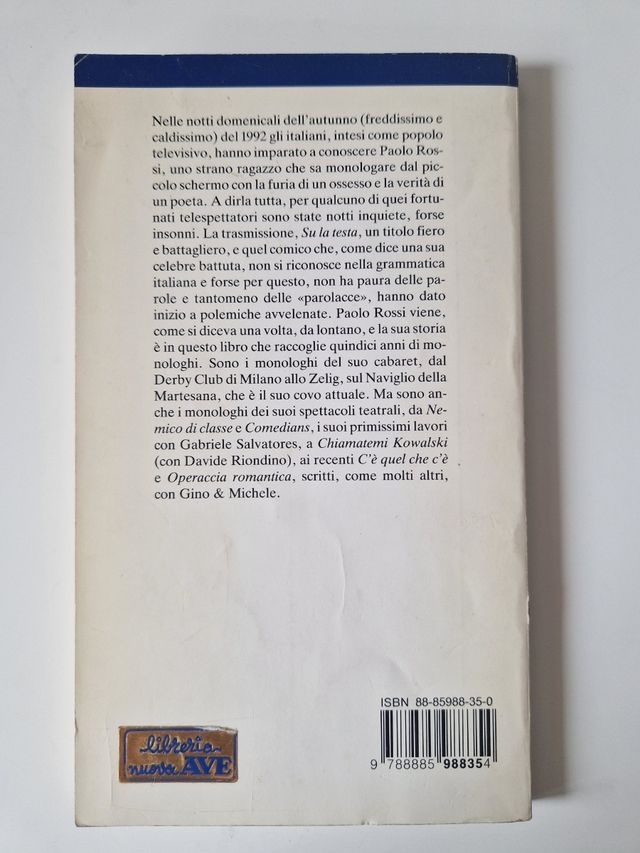 Nelle notti domenicali dell'autunno (freddissimo e
caldissimo) del 1992 gli italiani, intesi come popolo
televisivo, hanno imparato a conoscere Paolo Ros-
si, uno strano ragazzo che sa monologare dal pic-
colo schermo con la furia di un ossesso e la verità di
un poeta. A dirla tutta, per qualcuno di quei fortu-
nati telespettatori sono state notti inquiete, forse
insonni. La trasmissione, Su la testa, un titolo fiero
e battagliero, e quel comico che, come dice una sua
celebre battuta, non si riconosce nella grammatica
italiana e forse per questo, non ha paura delle pa-
role e tantomeno delle «parolacce», hanno dato
inizio a polemiche avvelenate. Paolo Rossi viene,
come si diceva una volta, da lontano, e la sua storia
è in questo libro che raccoglie quindici anni di mo-
nologhi. Sono i monologhi del suo cabaret, dal
Derby Club di Milano allo Zelig, sul Naviglio della
Martesana, che è il suo covo attuale. Ma sono an-
che i monologhi dei suoi spettacoli teatrali, da Ne-
mico di classe e Comedians, i suoi primissimi lavori
con Gabriele Salvatores, a Chiamatemi Kowalski
(con Davide Riondino), ai recenti C'è quel che c'è
e Operaccia romantica, scritti, come molti altri,
con Gino & Michele.
ISBN 88-85988-35-0
9 788885 988354
libreria
nuova AVE